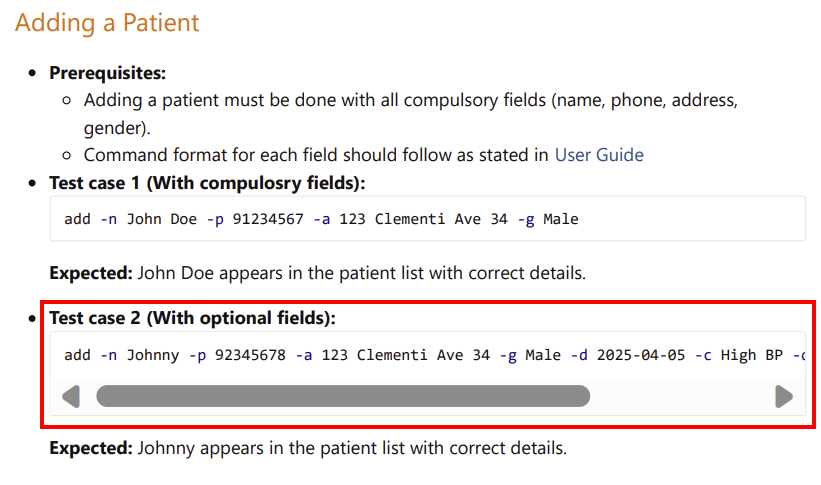 Adding a Patient
Prerequisites:
Adding a patient must be done with all compulsory fields (name, phone, address,
gender).
Command format for each field should follow as stated in User Guide
Test case 1 (With compulosry fields):
add -n John Doe -p 91234567 -a 123 Clementi Ave 34 -g Male
Expected: John Doe appears in the patient list with correct details.
Test case 2 (With optional fields):
add -n Johnny -p 92345678 -a 123 Clementi Ave 34 -g Male -d 2025-04-05 -c High BP
Expected: Johnny appears in the patient list with correct details.